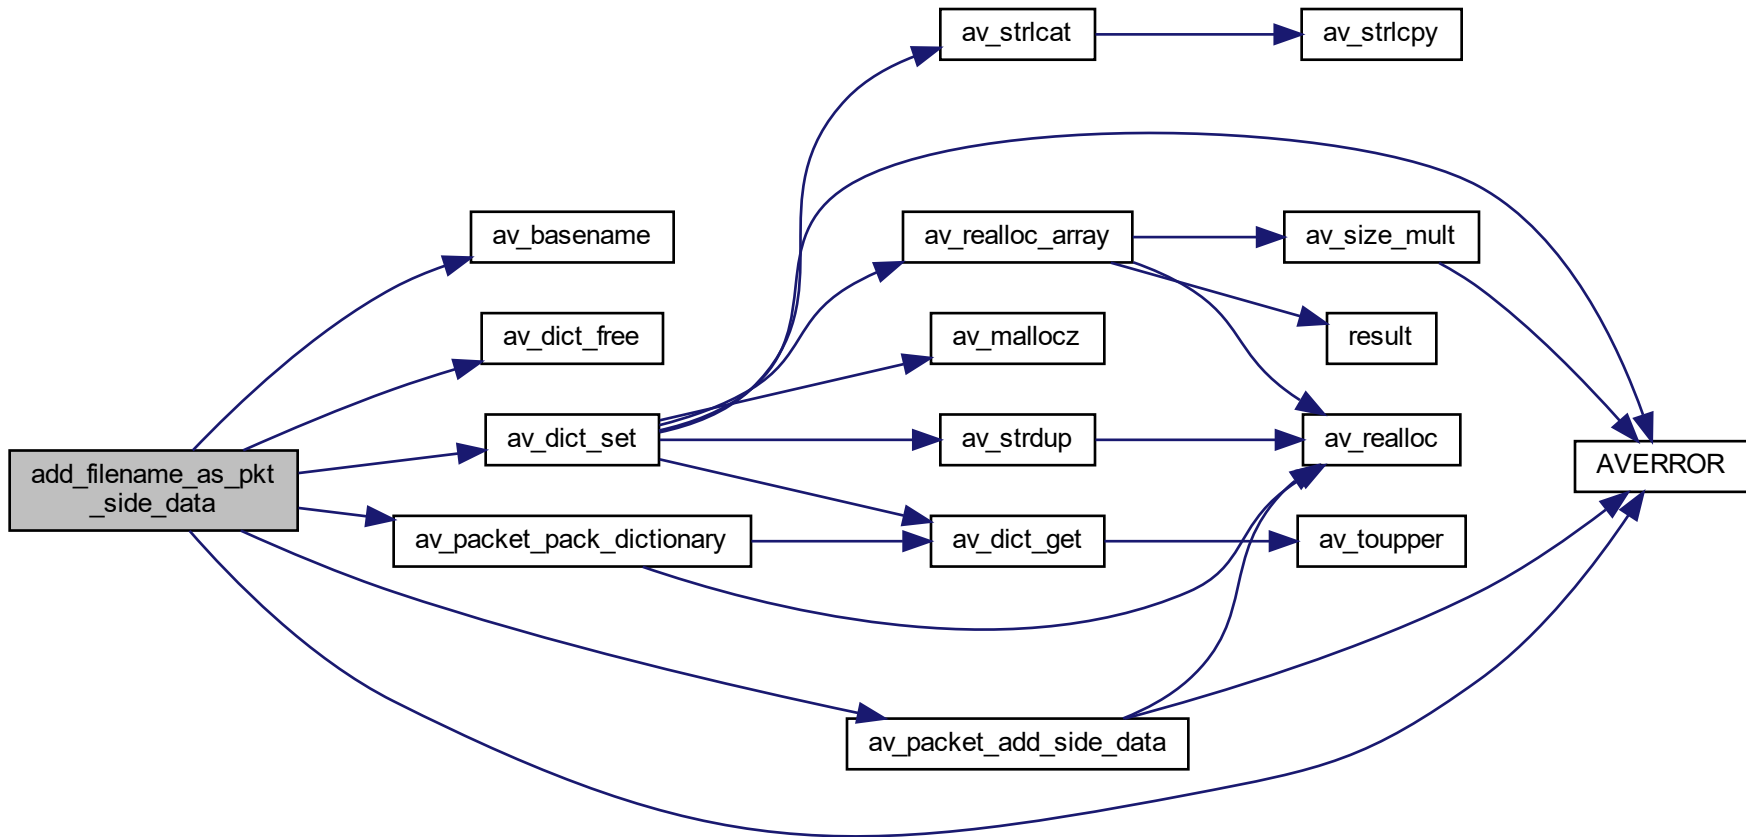 av_strlcat
av_strlcpy
av_basename
av_realloc_array
av_size_mult
av_dict_free
av_mallocz
result
av_dict_set
av_strdup
av_realloc
AVERROR
add_filename_as_pkt
_side_data
av_packet_pack_dictionary
av_dict_get
av_toupper
av_packet_add_side_data